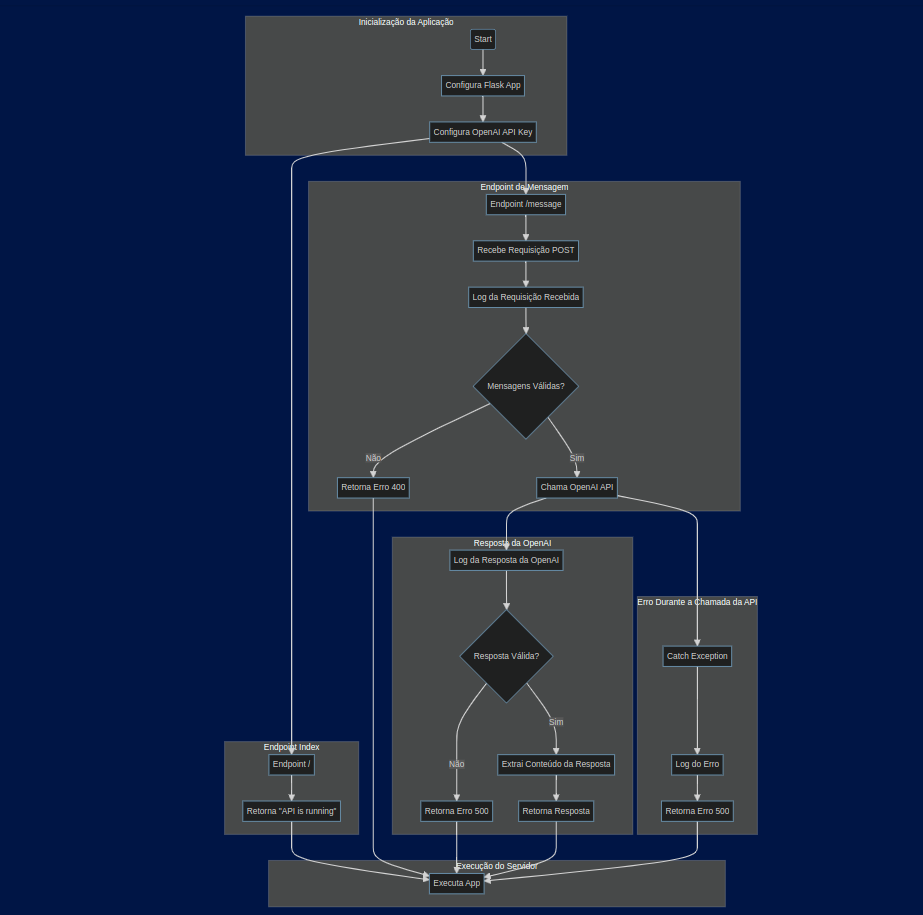 Inicialização da Aplicação
Start
Configura Flask App
Configura OpenAI API Key
Endpoint de Mensagem
Endpoint /message
Recebe Requisição POST
Log da Requisição Recebida
Mensagens Válidas?
Não
Sim
Retorna Erro 400
Chama OpenAI API
Resposta da OpenAI
Log da Resposta da OpenAI
Resposta Válida?
Sim
Não
Extrai Conteúdo da Resposta
Retorna Erro 500
Retorna Resposta
Erro Durante a Chamada da API
Catch Exception
Log do Erro
Retorna Erro 500
Endpoint Index
Endpoint /
Retorna "API is running"
Execução do Servidor
Executa App